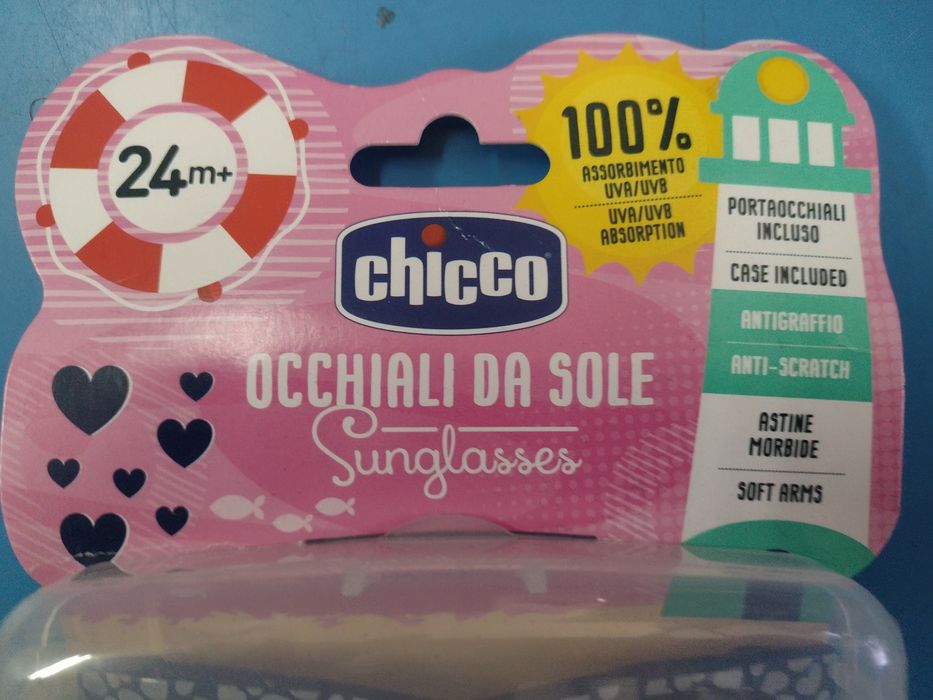 24m+
100%
ASSORBIMENTO
UVA/UVB
UVA/UVB
ABSORPTION
chicco
OCCHIALI DA SOLE
Sunglasses
PORTAOCCHIALI
INCLUSO
CASE INCLUDED
ANTIGRAFFIO
ANTI-SCRATCH
ASTINE
MORBIDE
SOFT ARMS